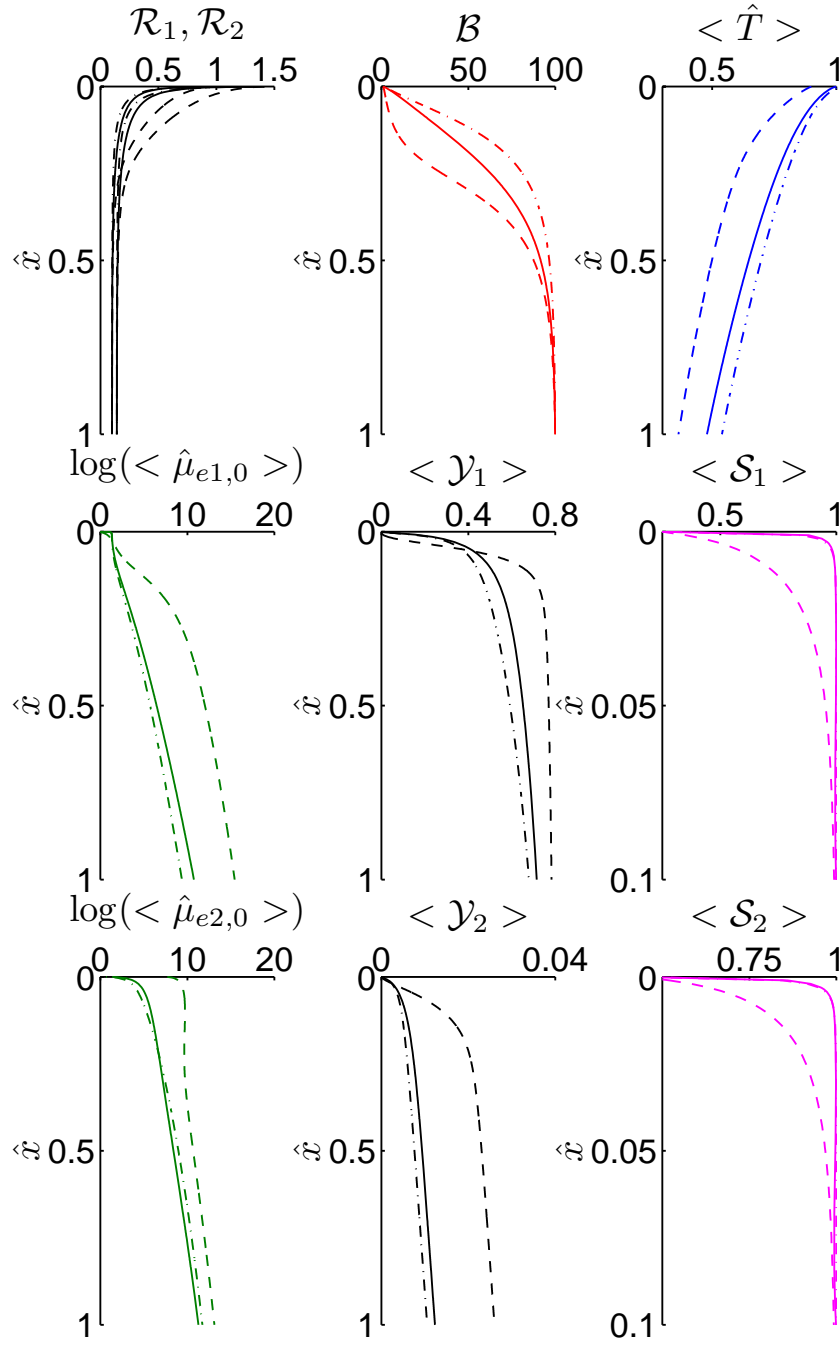 R₁, R₂
B
< T̂ >
0 0.5 1 1.5
0 50 100
0.5 1
0 0.5 1
0 0.5 1
0 0.5 1
x̂
x̂
x̂
log(< μ̂ₑ₁,₀ >)
< Y₁ >
< S₁ >
0 10 20
0 0.4 0.8
0.5 1
0 0.5 1
0 0.5 1
0 0.05 0.1
x̂
x̂
x̂
log(< μ̂ₑ₂,₀ >)
< Y₂ >
< S₂ >
0 10 20
0 0.04
0.75 1
0 0.5 1
0 0.5 1
0 0.05 0.1
x̂
x̂
x̂